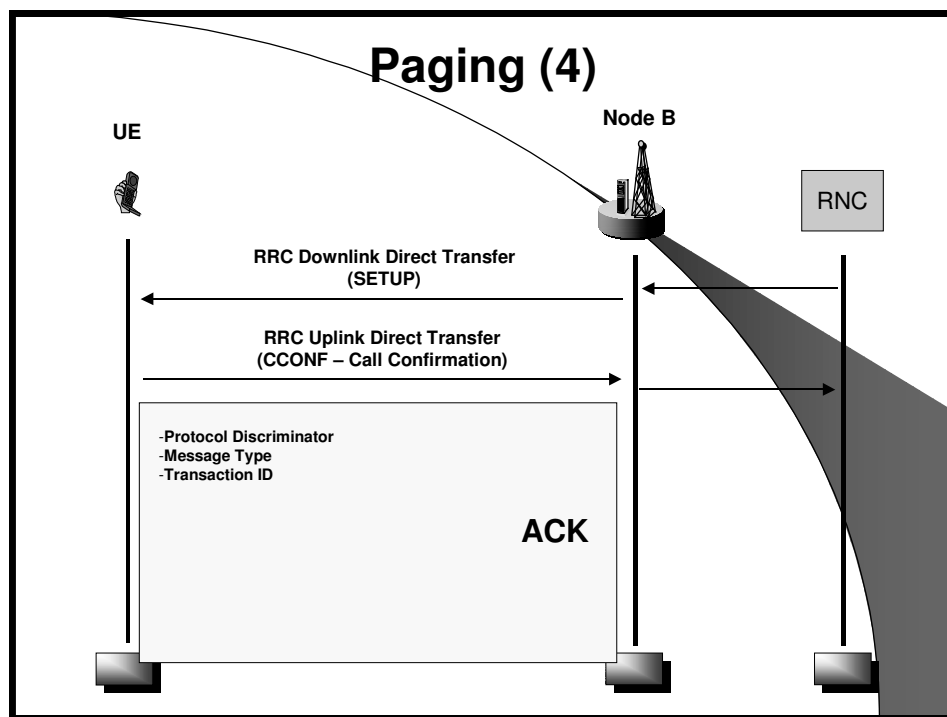 Paging (4)
UE
Node B
RNC
RRC Downlink Direct Transfer
(SETUP)
RRC Uplink Direct Transfer
(CCONF – Call Confirmation)
-Protocol Discriminator
-Message Type
-Transaction ID
ACK